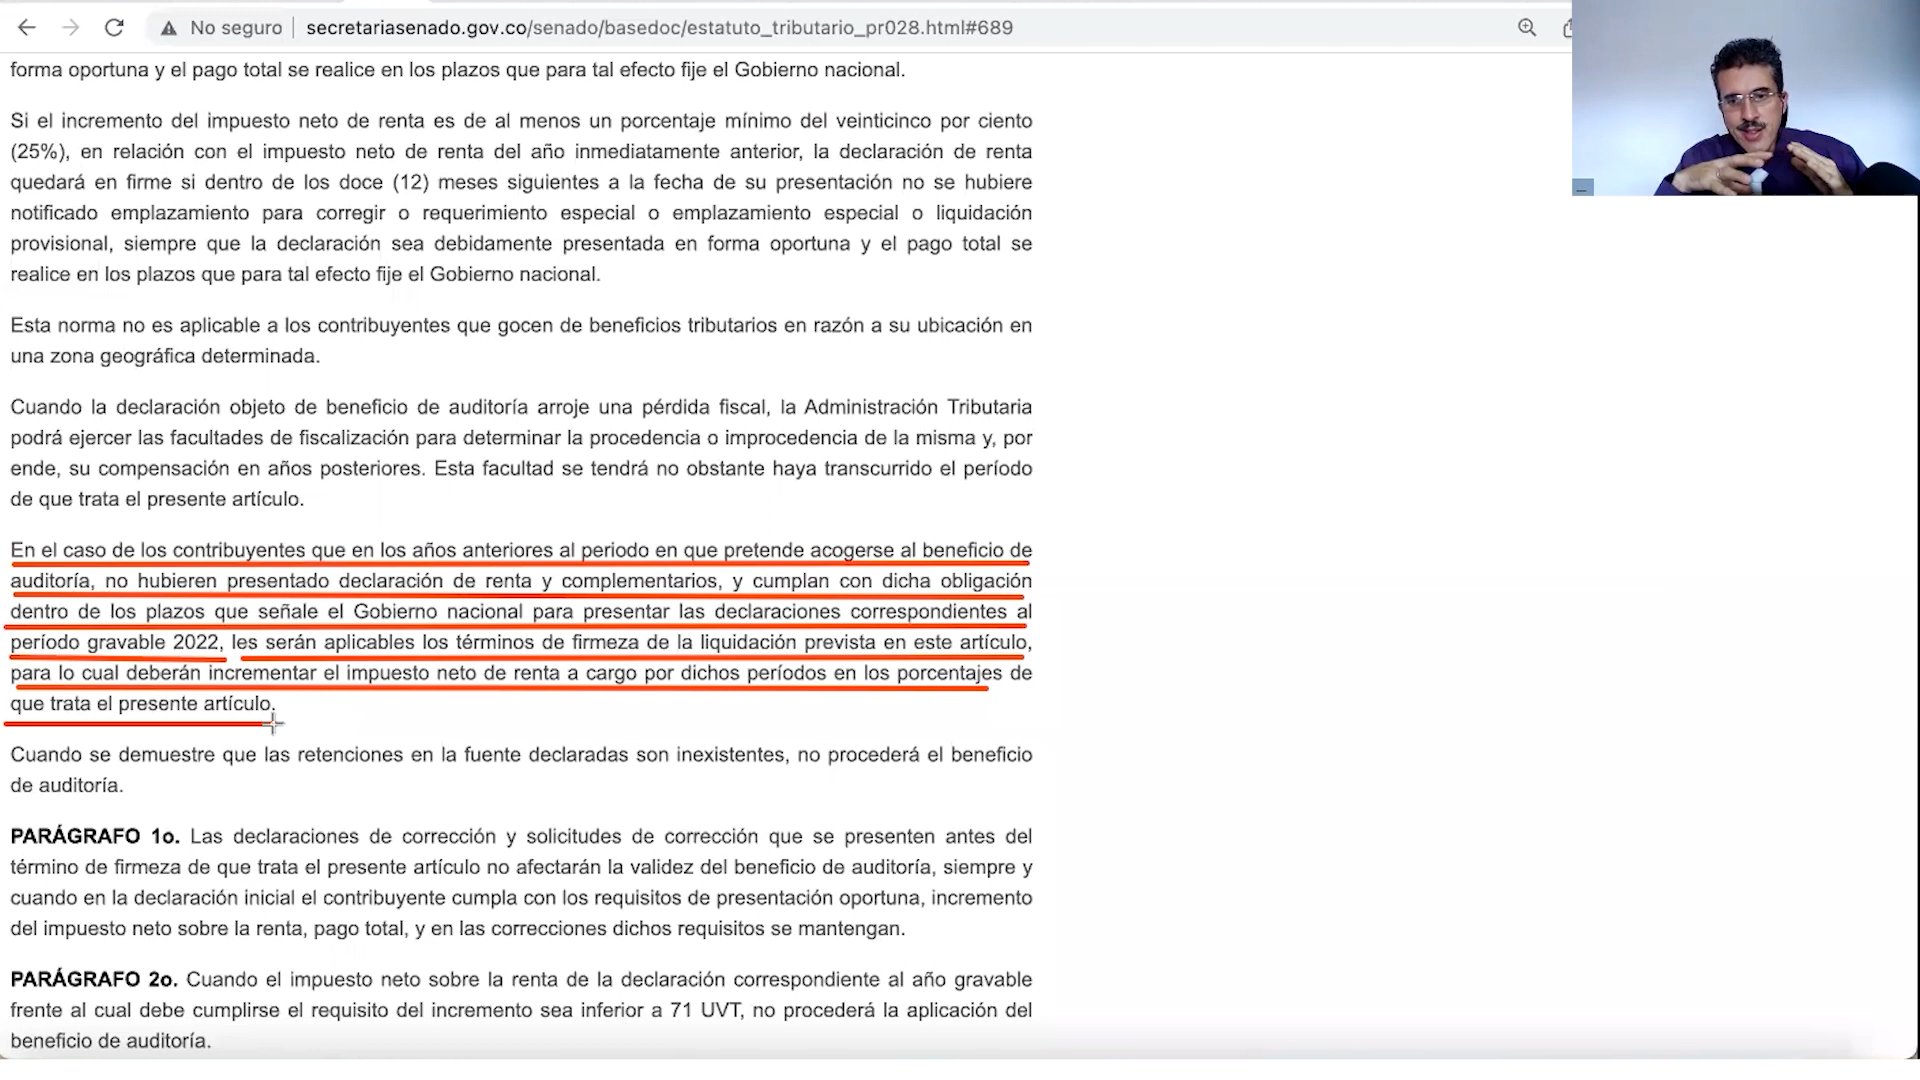 No seguro | secretariasenado.gov.co/senado/basedoc/estatuto_tributario_pr028.html#689
forma oportuna y el pago total se realice en los plazos que para tal efecto fije el Gobierno nacional.
Si el incremento del impuesto neto de renta es de al menos un porcentaje mínimo del veinticinco por ciento
(25%), en relación con el impuesto neto de renta del año inmediatamente anterior, la declaración de renta
quedará en firme si dentro de los doce (12) meses siguientes a la fecha de su presentación no se hubiere
notificado emplazamiento para corregir o requerimiento especial o emplazamiento especial o liquidación
provisional, siempre que la declaración sea debidamente presentada en forma oportuna y el pago total se
realice en los plazos que para tal efecto fije el Gobierno nacional.
Esta norma no es aplicable a los contribuyentes que gocen de beneficios tributarios en razón a su ubicación en
una zona geográfica determinada.
Cuando la declaración objeto de beneficio de auditoría arroje una pérdida fiscal, la Administración Tributaria
podrá ejercer las facultades de fiscalización para determinar la procedencia o improcedencia de la misma y, por
ende, su compensación en años posteriores. Esta facultad se tendrá no obstante haya transcurrido el período
de que trata el presente artículo.
En el caso de los contribuyentes que en los años anteriores al periodo en que pretende acogerse al beneficio de
auditoría, no hubieren presentado declaración de renta y complementarios, y cumplan con dicha obligación
dentro de los plazos que señale el Gobierno nacional para presentar las declaraciones correspondientes al
período gravable 2022, les serán aplicables los términos de firmeza de la liquidación prevista en este artículo,
para lo cual deberán incrementar el impuesto neto de renta a cargo por dichos períodos en los porcentajes de
que trata el presente artículo.
Cuando se demuestre que las retenciones en la fuente declaradas son inexistentes, no procederá el beneficio
de auditoría.
PARÁGRAFO 1o. Las declaraciones de corrección y solicitudes de corrección que se presenten antes del
término de firmeza de que trata el presente artículo no afectarán la validez del beneficio de auditoría, siempre y
cuando en la declaración inicial el contribuyente cumpla con los requisitos de presentación oportuna, incremento
del impuesto neto sobre la renta, pago total, y en las correcciones dichos requisitos se mantengan.
PARÁGRAFO 2o. Cuando el impuesto neto sobre la renta de la declaración correspondiente al año gravable
frente al cual debe cumplirse el requisito del incremento sea inferior a 71 UVT, no procederá la aplicación del
beneficio de auditoría.